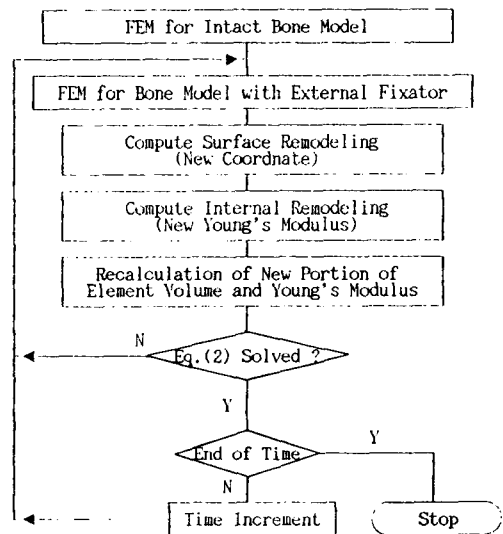 FEM for Intact Bone Model
FEM for Bone Model with External Fixator
Compute Surface Remodeling
(New Coordnate)
Compute Internal Remodeling
(New Young's Modulus)
Recalculation of New Portion of
Element Volume and Young's Modulus
N
Eq.(2) Solved ?
Y
End of Time
Y
N
Time Increment
Stop